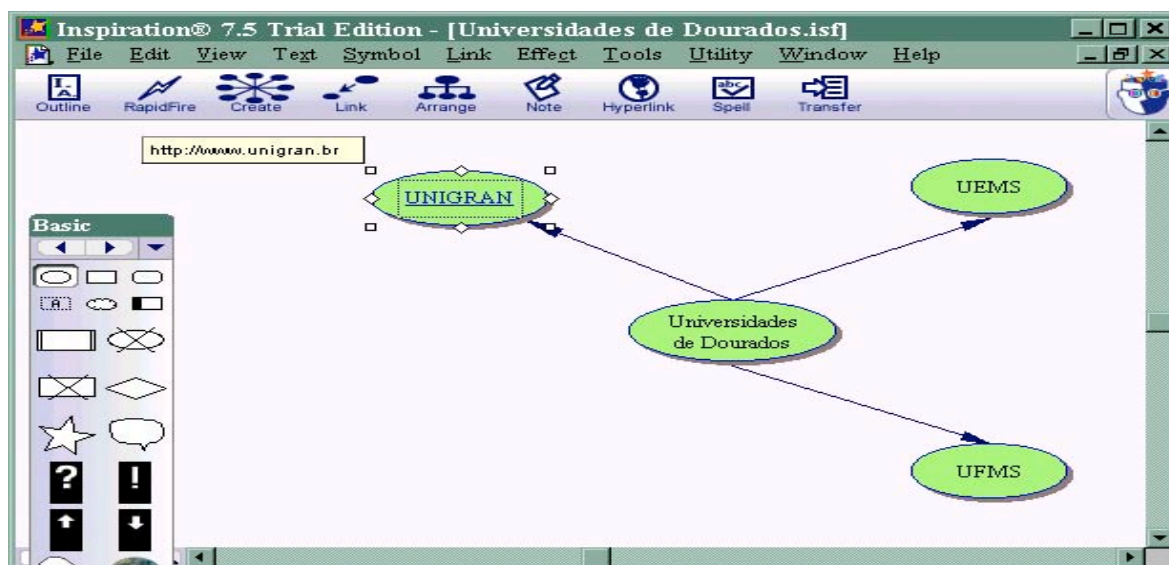 Inspiration® 7.5 Trial Edition - [Universidades de Dourados.isf]
File Edit View Text Symbol Link Effect Tools Utility Window Help
Outline RapidFire Create Link Arrange Note Hyperlink Spell Transfer
http://www.unigran.br
UNIGRAN
UEMS
Basic
A
Universidades
de Dourados
UFMS
?
!